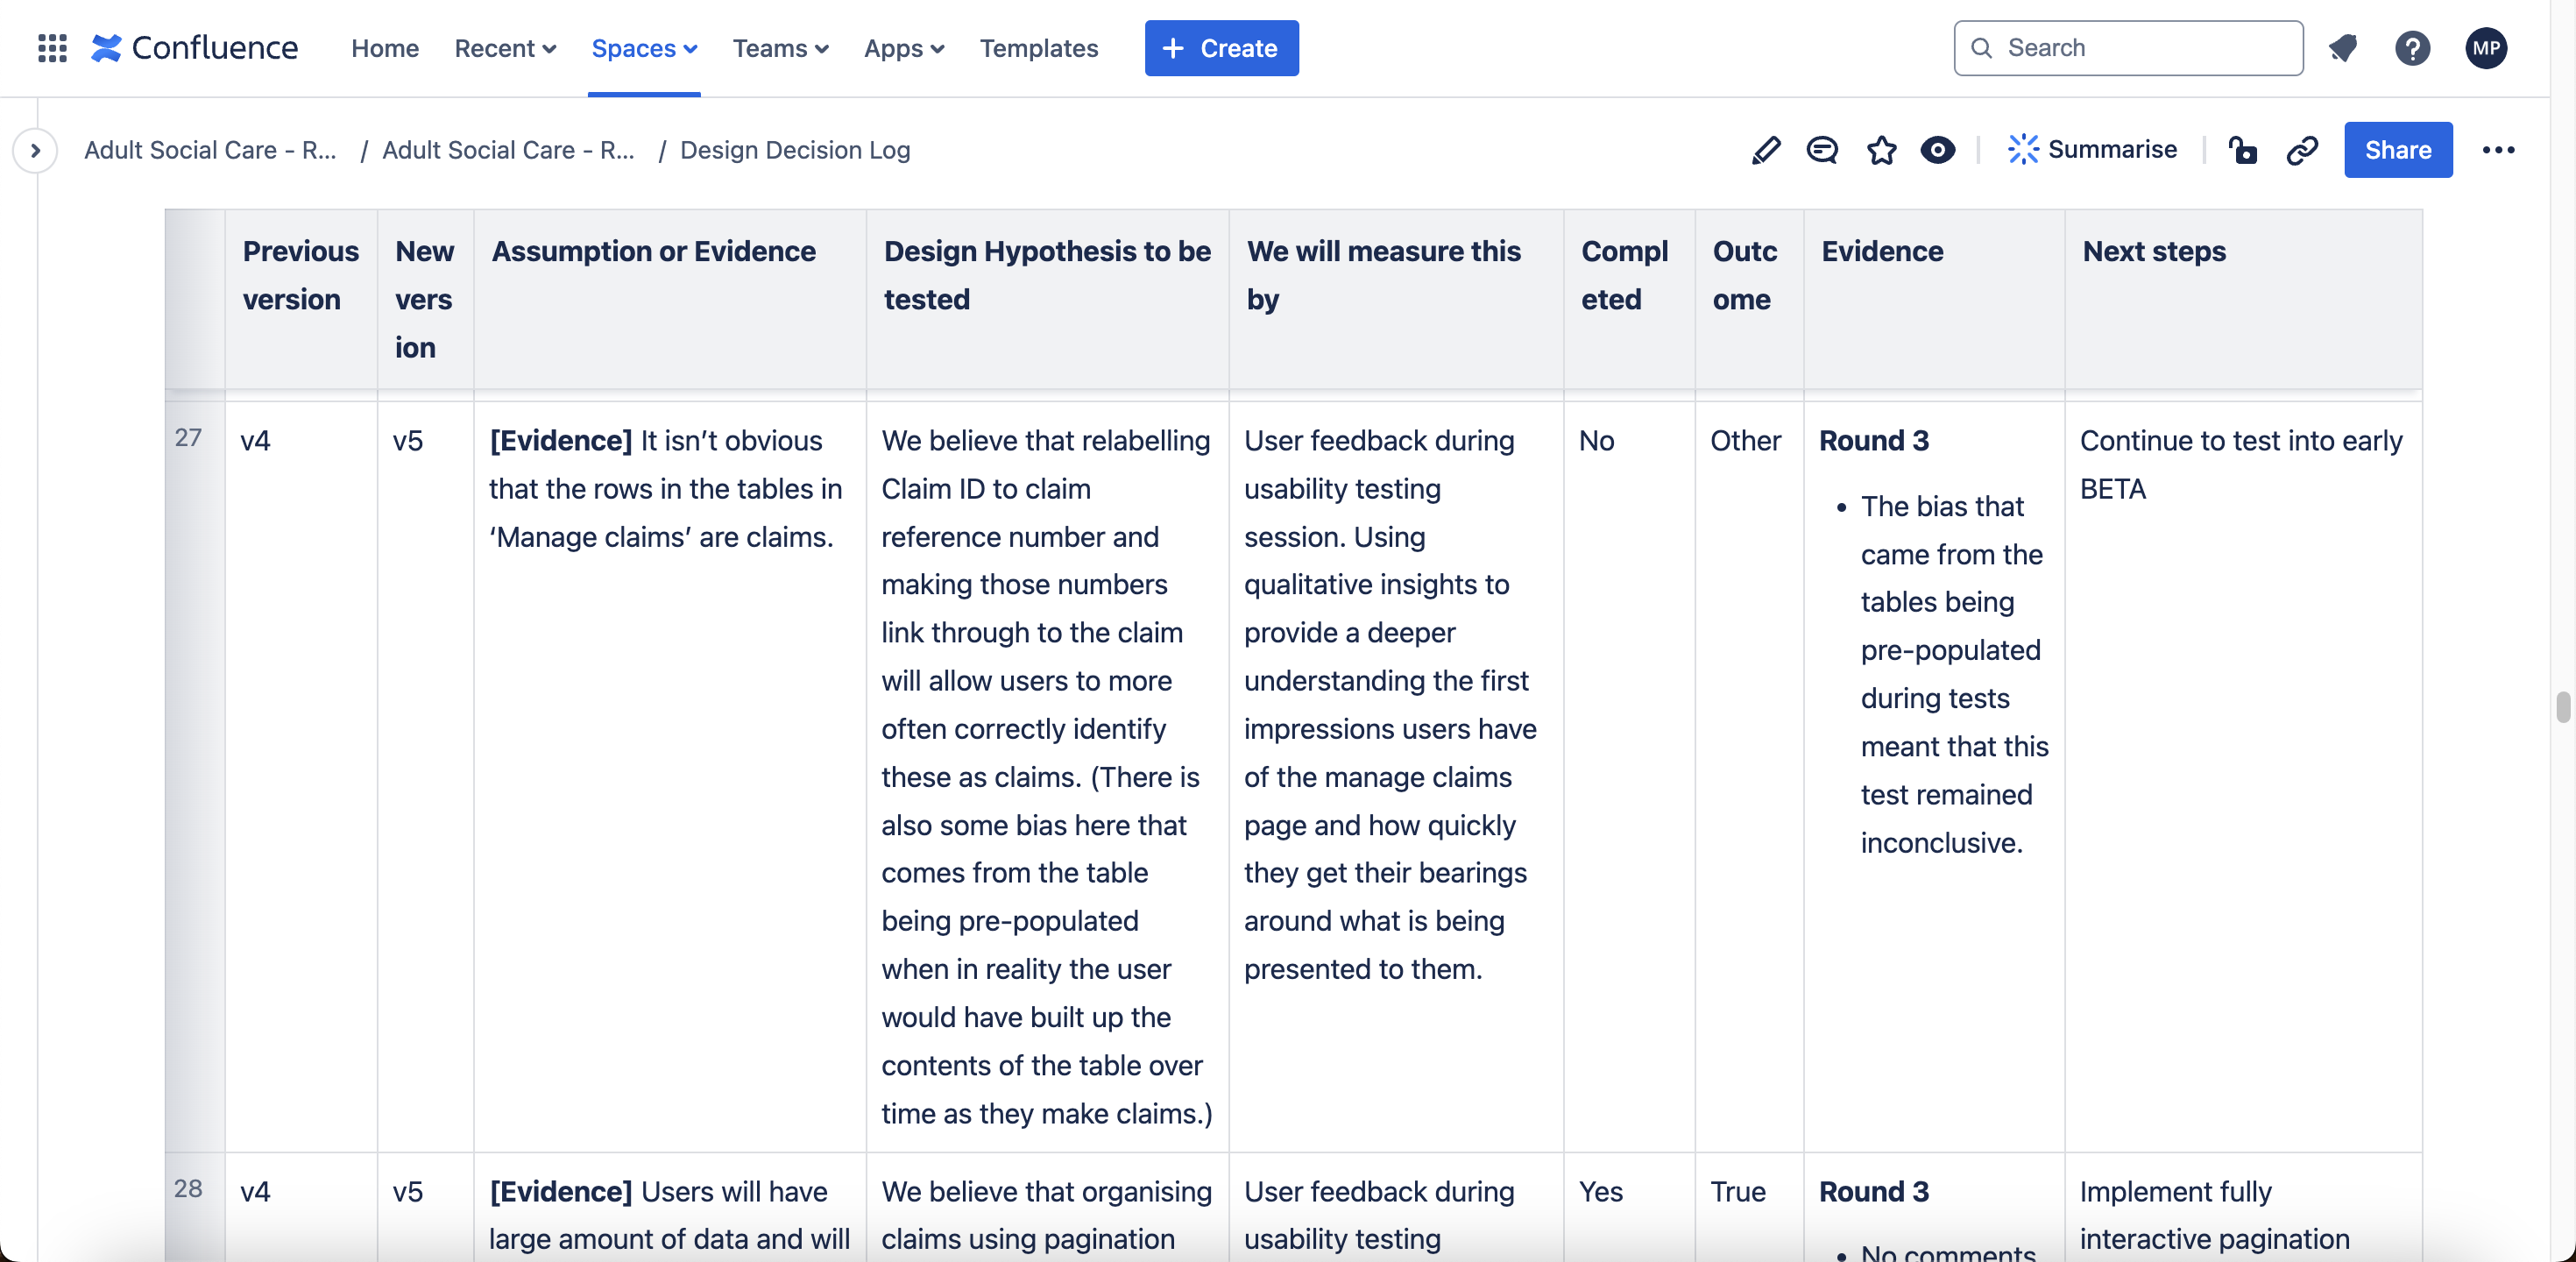 Confluence
Home
Recent
Spaces
Teams
Apps
Templates
+ Create
Search
?
MP
Adult Social Care - R... / Adult Social Care - R... / Design Decision Log
Summarise
Share
Previous version
New vers ion
Assumption or Evidence
Design Hypothesis to be tested
We will measure this by
Compl eted
Outc ome
Evidence
Next steps
27
v4
v5
[Evidence] It isn’t obvious
that the rows in the tables in
‘Manage claims’ are claims.
We believe that relabelling
Claim ID to claim
reference number and
making those numbers
link through to the claim
will allow users to more
often correctly identify
these as claims. (There is
also some bias here that
comes from the table
being pre-populated
when in reality the user
would have built up the
contents of the table over
time as they make claims.)
User feedback during
usability testing
session. Using
qualitative insights to
provide a deeper
understanding the first
impressions users have
of the manage claims
page and how quickly
they get their bearings
around what is being
presented to them.
No
Other
Round 3
• The bias that
came from the
tables being
pre-populated
during tests
meant that this
test remained
inconclusive.
Continue to test into early
BETA
28
v4
v5
[Evidence] Users will have
large amount of data and will
We believe that organising
claims using pagination
User feedback during
usability testing
Yes
True
Round 3
• No comments
Implement fully
interactive pagination